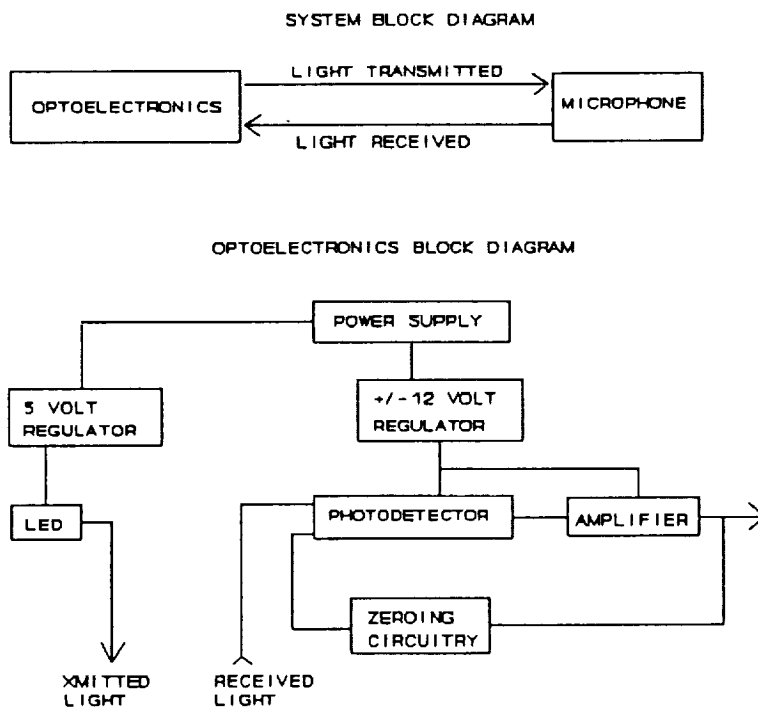 SYSTEM BLOCK DIAGRAM
LIGHT TRANSMITTED
OPTOELECTRONICS
MICROPHONE
LIGHT RECEIVED
OPTOELECTRONICS BLOCK DIAGRAM
POWER SUPPLY
5 VOLT
REGULATOR
+/-12 VOLT
REGULATOR
LED
PHOTODETECTOR
AMPLIFIER
ZEROING
CIRCUITRY
XMITTED
LIGHT
RECEIVED
LIGHT